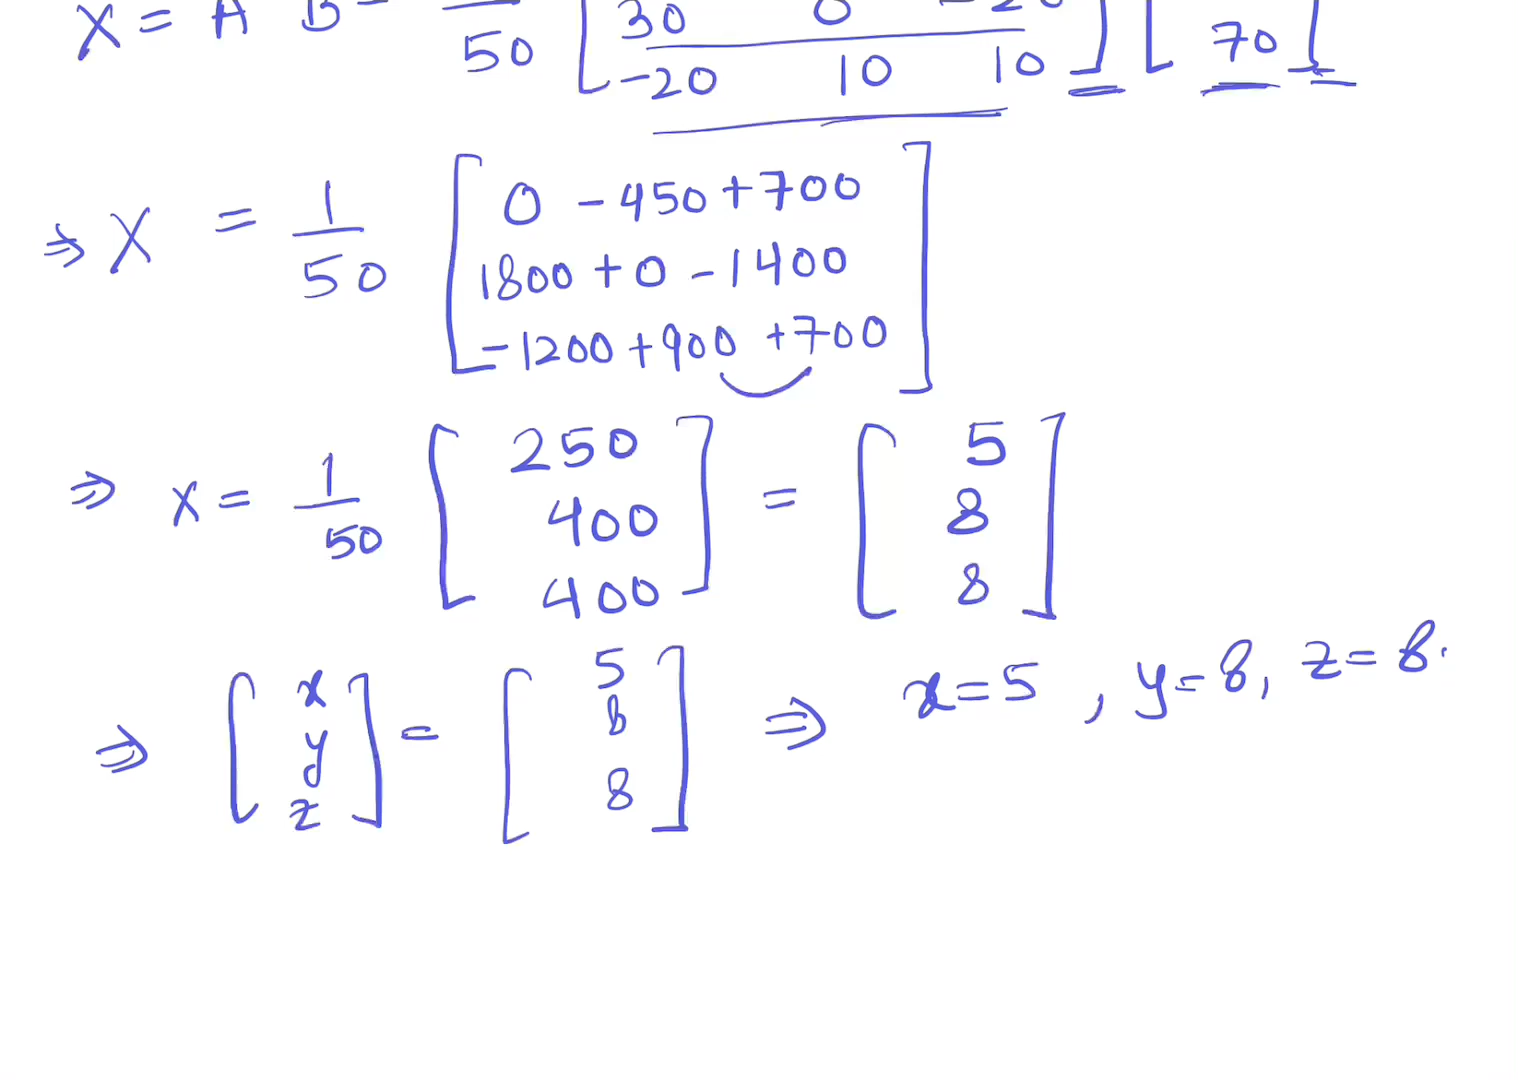 X = A B = 50 [ 30 0 -20 ] [
-20 10 10 70 ]
⇒ X = 1/50 [ 0 - 450 + 700
1800 + 0 - 1400
-1200 + 900 + 700 ]
⇒ x = 1/50 [ 250
400
400 ] = [ 5
8
8 ]
⇒ [ x
y
z ] = [ 5
8
8 ] ⇒ x = 5 , y = 8, z = 8.